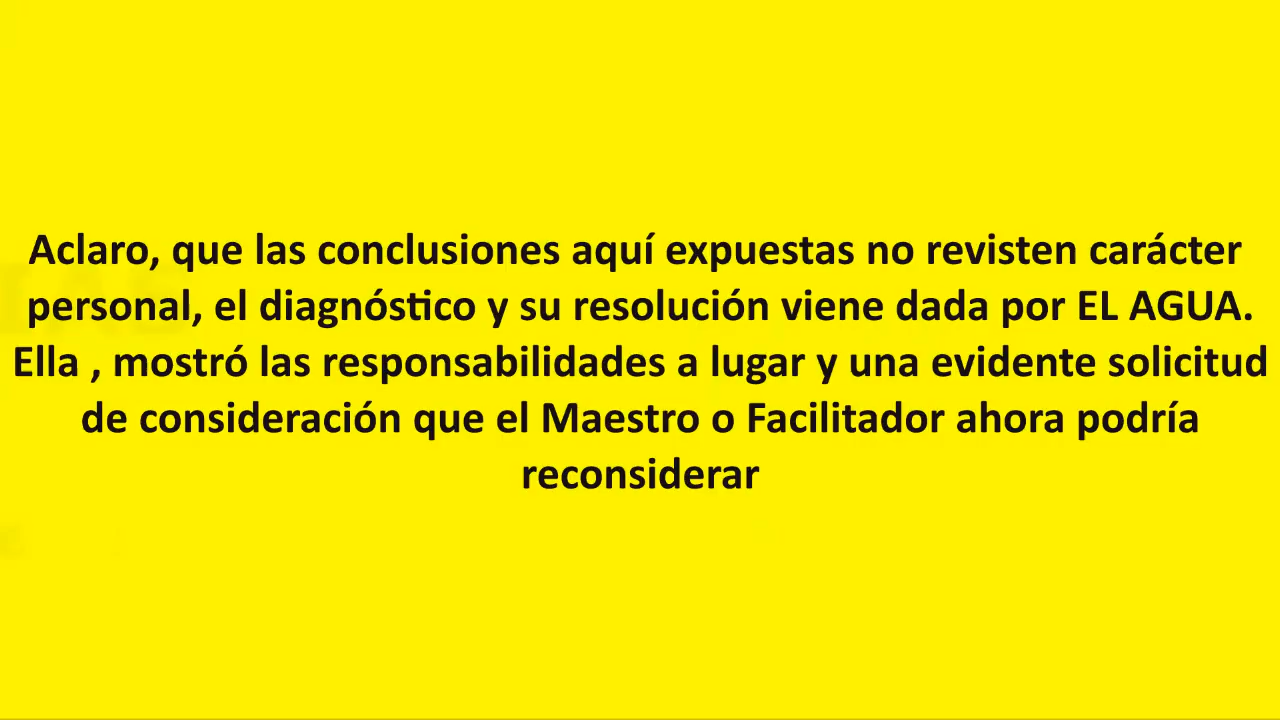 Aclaro, que las conclusiones aquí expuestas no revisten carácter
personal, el diagnóstico y su resolución viene dada por EL AGUA.
Ella , mostró las responsabilidades a lugar y una evidente solicitud
de consideración que el Maestro o Facilitador ahora podría
reconsiderar